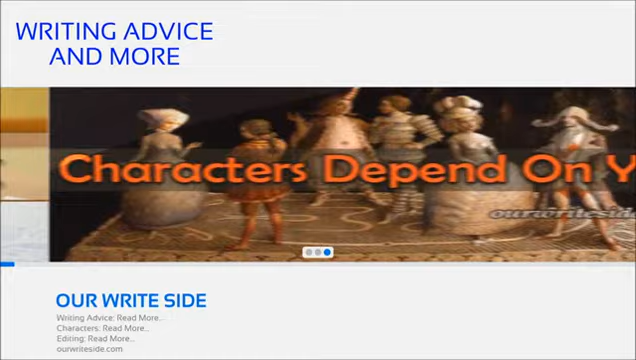 WRITING ADVICE
AND MORE
Characters Depend On Y
ourwriteside
OUR WRITE SIDE
Writing Advice: Read More...
Characters: Read More...
Editing: Read More...
ourwriteside.com